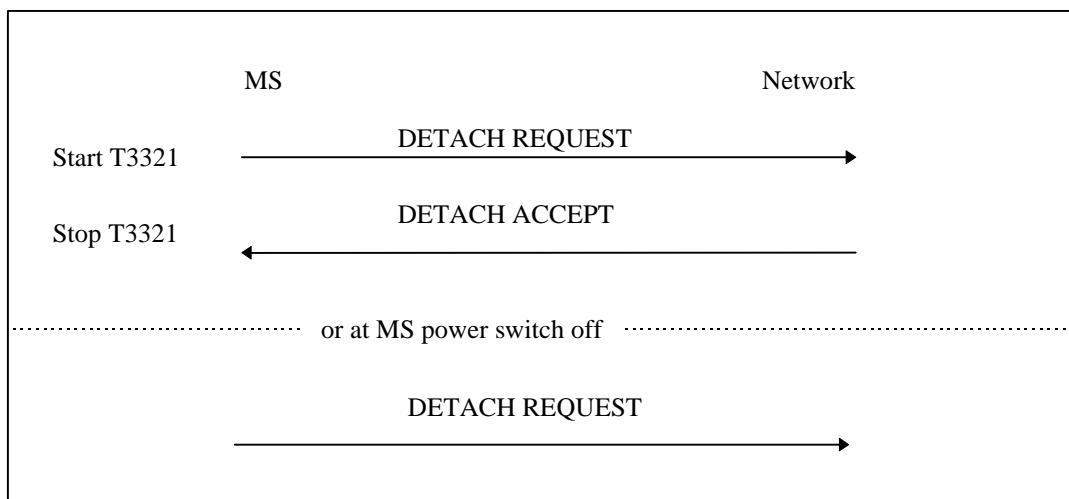 MS Network
Start T3321 DETACH REQUEST
Stop T3321 DETACH ACCEPT
or at MS power switch off
DETACH REQUEST